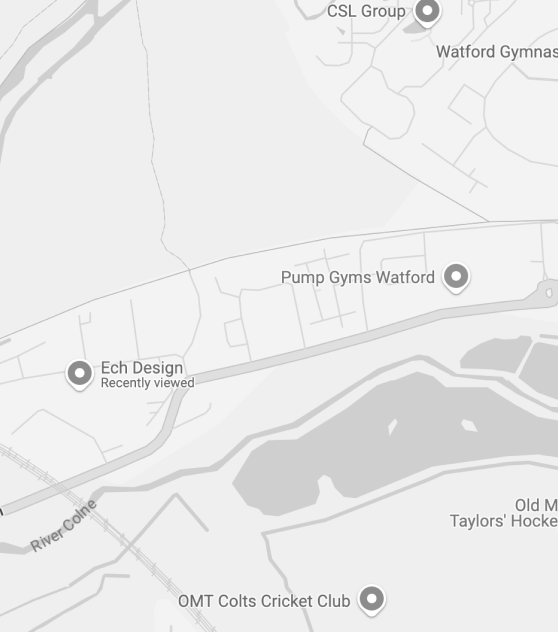 CSL Group
Watford Gymnas
Pump Gyms Watford
Ech Design
Recently viewed
River Colne
Old M
Taylors' Hocke
OMT Colts Cricket Club